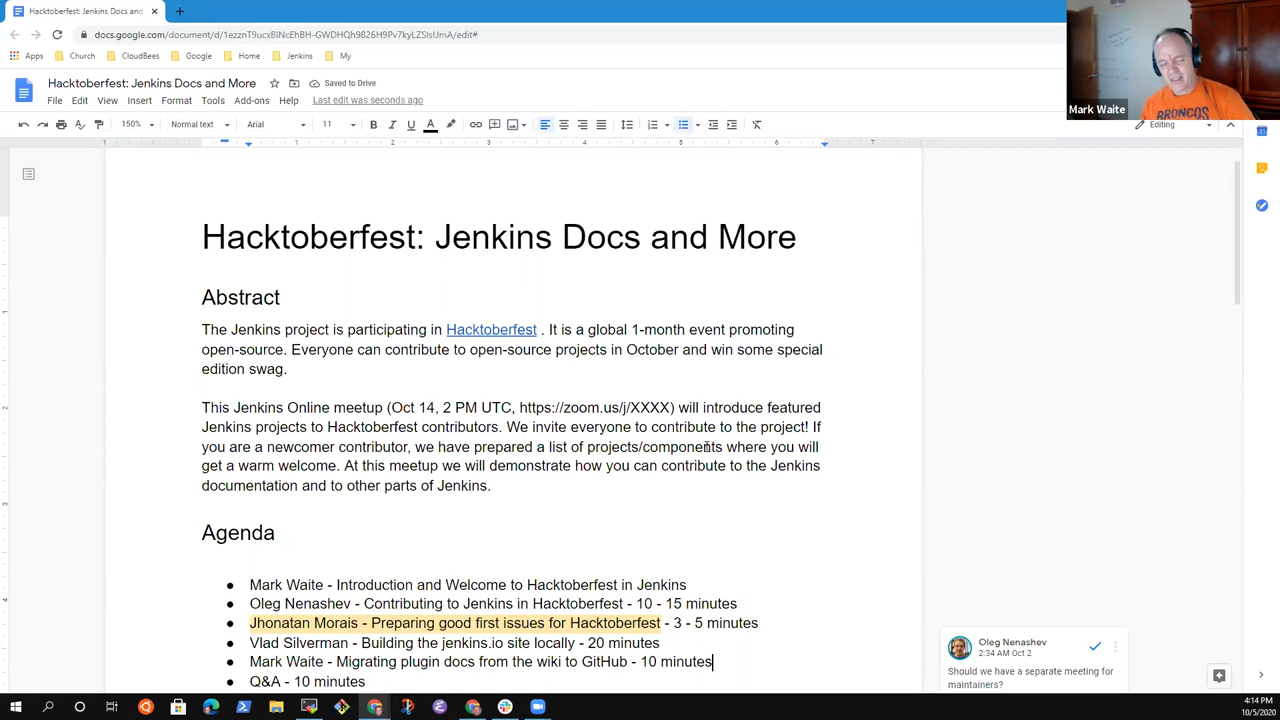 Hacktoberfest: Jenkins Docs and
docs.google.com/document/d/1ezznT9ucxBlNcEhBH-GWDHQh9826H9Pv7kyLZSlsUmA/edit#
Apps Church CloudBees Google Home Jenkins My
Hacktoberfest: Jenkins Docs and More Saved to Drive
File Edit View Insert Format Tools Add-ons Help Last edit was seconds ago
150% Normal text Arial 11 B I U A Editing
1 1 2 3 4 5 6 7
Mark Waite
BRONCOS
Hacktoberfest: Jenkins Docs and More
Abstract
The Jenkins project is participating in Hacktoberfest . It is a global 1-month event promoting
open-source. Everyone can contribute to open-source projects in October and win some special
edition swag.
This Jenkins Online meetup (Oct 14, 2 PM UTC, https://zoom.us/j/XXXX) will introduce featured
Jenkins projects to Hacktoberfest contributors. We invite everyone to contribute to the project! If
you are a newcomer contributor, we have prepared a list of projects/components where you will
get a warm welcome. At this meetup we will demonstrate how you can contribute to the Jenkins
documentation and to other parts of Jenkins.
Agenda
● Mark Waite - Introduction and Welcome to Hacktoberfest in Jenkins
● Oleg Nenashev - Contributing to Jenkins in Hacktoberfest - 10 - 15 minutes
● Jhonatan Morais - Preparing good first issues for Hacktoberfest - 3 - 5 minutes
● Vlad Silverman - Building the jenkins.io site locally - 20 minutes
● Mark Waite - Migrating plugin docs from the wiki to GitHub - 10 minutes
● Q&A - 10 minutes
Oleg Nenashev
2:34 AM Oct 2
Should we have a separate meeting for
maintainers?
4:14 PM
10/5/2020